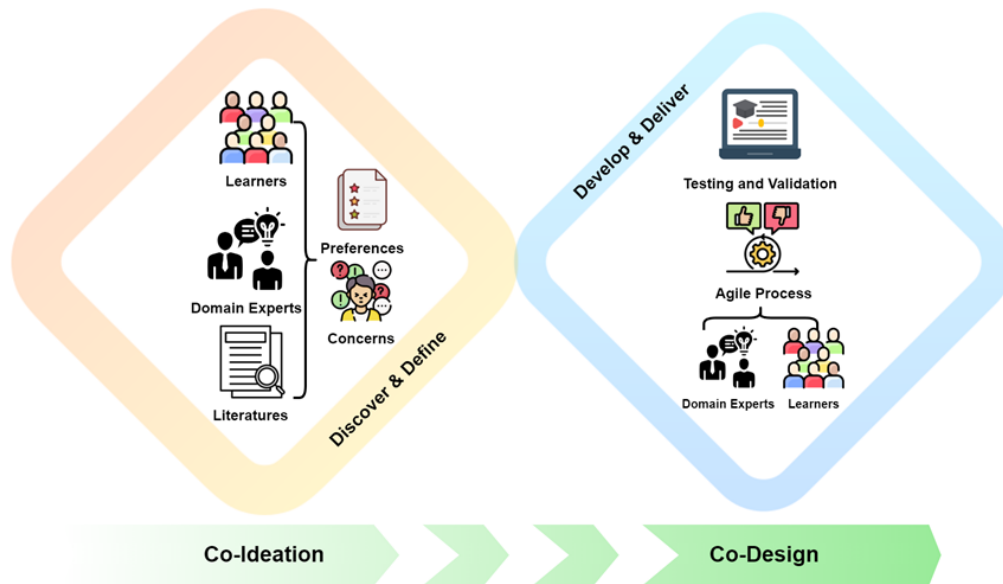 Learners
Domain Experts
Literatures
Preferences
Concerns
Discover & Define
Develop & Deliver
Testing and Validation
Agile Process
Domain Experts
Learners
Co-Ideation
Co-Design